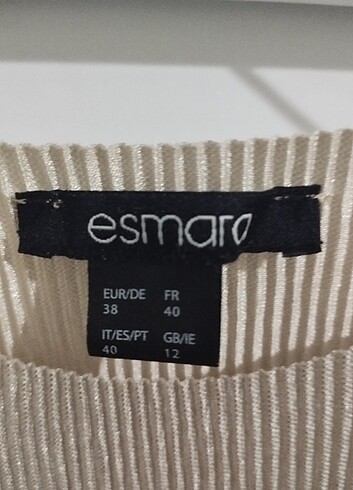 esmara
EUR/DE FR
38 40
IT/ES/PT GB/IE
40 12